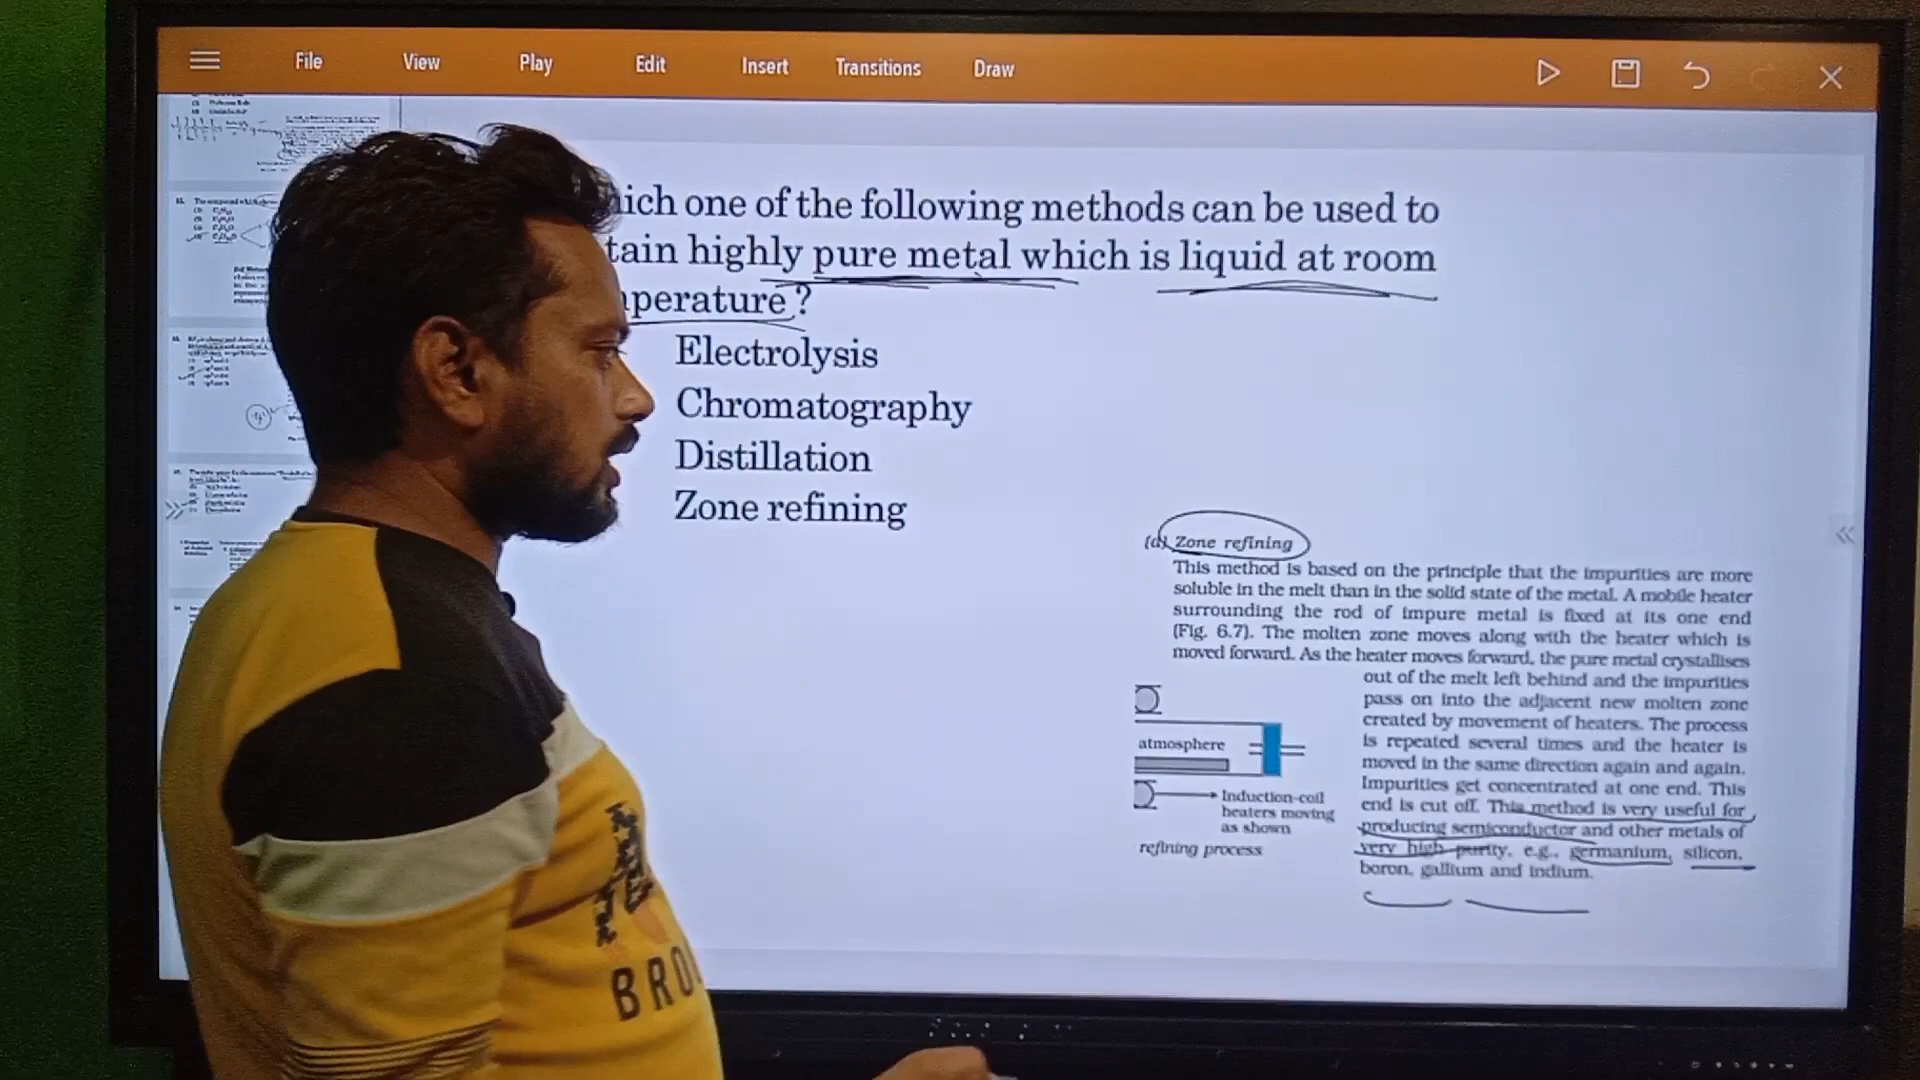 File View Play Edit Insert Transitions Draw
ich one of the following methods can be used to
tain highly pure metal which is liquid at room
perature ?
Electrolysis
Chromatography
Distillation
Zone refining
(d) Zone refining
This method is based on the principle that the impurities are more
soluble in the melt than in the solid state of the metal. A mobile heater
surrounding the rod of impure metal is fixed at its one end
(Fig. 6.7). The molten zone moves along with the heater which is
moved forward. As the heater moves forward, the pure metal crystallises
out of the melt left behind and the impurities
pass on into the adjacent new molten zone
created by movement of heaters. The process
is repeated several times and the heater is
moved in the same direction again and again.
Impurities get concentrated at one end. This
end is cut off. This method is very useful for
producing semiconductor and other metals of
very high purity, e.g., germanium, silicon,
boron, gallium and indium.
atmosphere
Induction-coil
heaters moving
as shown
refining process
BRO